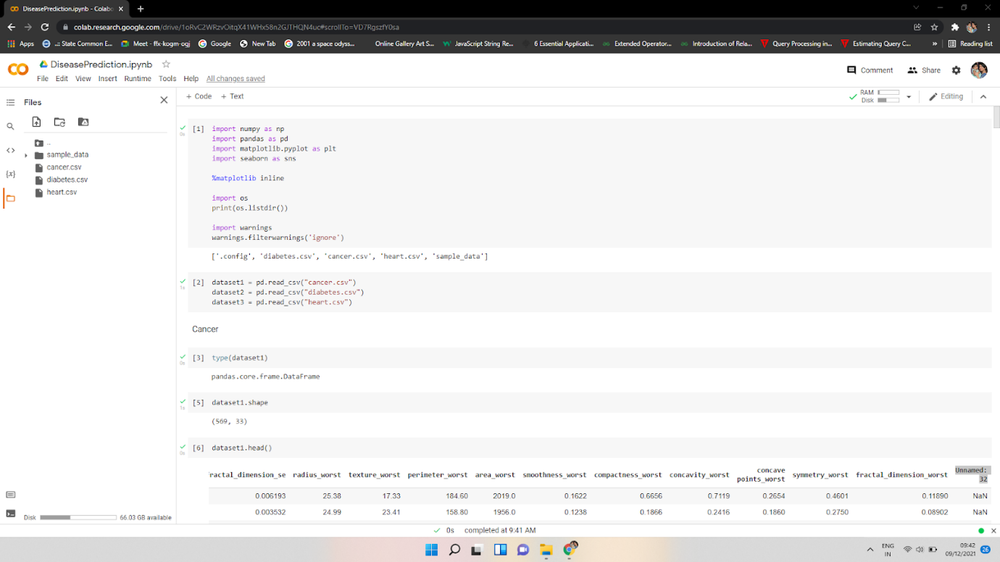 DiseasePrediction.ipynb - Colabo
colab.research.google.com/drive/1oRvC2WRzvOitqX41WHx58n2GJTHQN4uc#scrollTo=VD7RgszfY0sa
Apps ..:: State Common E... Meet - ffx-kogm-ogj Google New Tab 2001 a space odyss... Online Gallery Art S... JavaScript String Re... 6 Essential Applicati... Extended Operator... Introduction of Rela... Query Processing in... Estimating Query C... » Reading list
DiseasePrediction.ipynb
File Edit View Insert Runtime Tools Help All changes saved
Comment Share
Files
+ Code + Text
RAM
Disk
Editing
..
sample_data
cancer.csv
diabetes.csv
heart.csv
Disk 66.03 GB available
[1] import numpy as np
import pandas as pd
import matplotlib.pyplot as plt
import seaborn as sns
%matplotlib inline
import os
print(os.listdir())
import warnings
warnings.filterwarnings('ignore')
0s
['.config', 'diabetes.csv', 'cancer.csv', 'heart.csv', 'sample_data']
[2] dataset1 = pd.read_csv("cancer.csv")
1s dataset2 = pd.read_csv("diabetes.csv")
dataset3 = pd.read_csv("heart.csv")
Cancer
[3] type(dataset1)
0s
pandas.core.frame.DataFrame
[5] dataset1.shape
1s
(569, 33)
[6] dataset1.head()
0s
fractal_dimension_se radius_worst texture_worst perimeter_worst area_worst smoothness_worst compactness_worst concavity_worst concave points_worst symmetry_worst fractal_dimension_worst Unnamed: 32
0.006193 25.38 17.33 184.60 2019.0 0.1622 0.6656 0.7119 0.2654 0.4601 0.11890 NaN
0.003532 24.99 23.41 158.80 1956.0 0.1238 0.1866 0.2416 0.1860 0.2750 0.08902 NaN
0s completed at 9:41 AM
ENG
IN
09:42
09/12/2021
26